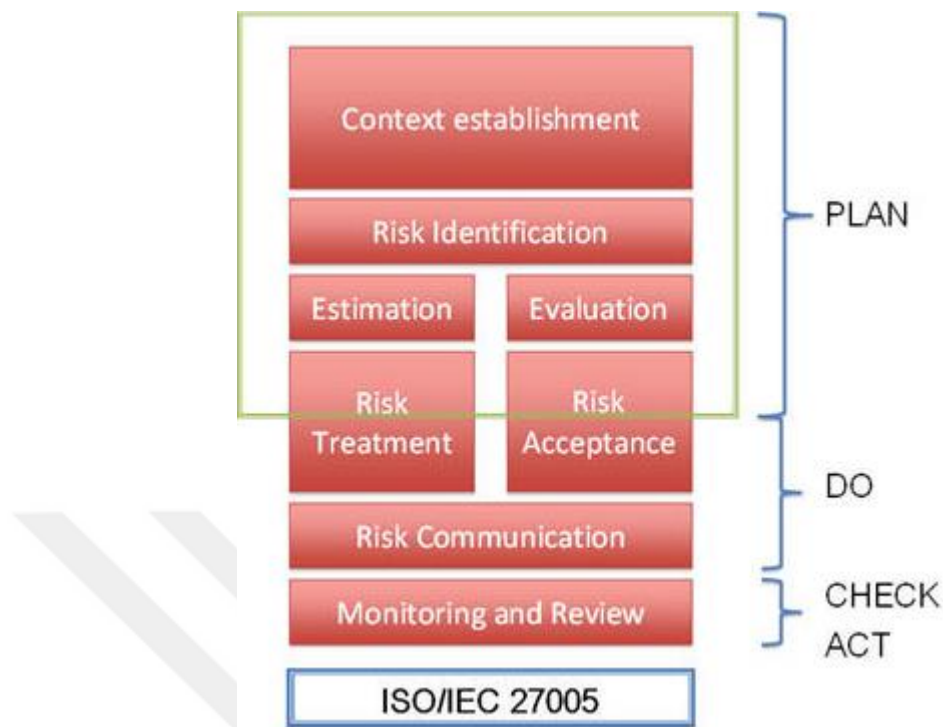 Context establishment
PLAN
Risk Identification
Estimation
Evaluation
Risk
Treatment
Risk
Acceptance
DO
Risk Communication
Monitoring and Review
CHECK
ACT
ISO/IEC 27005